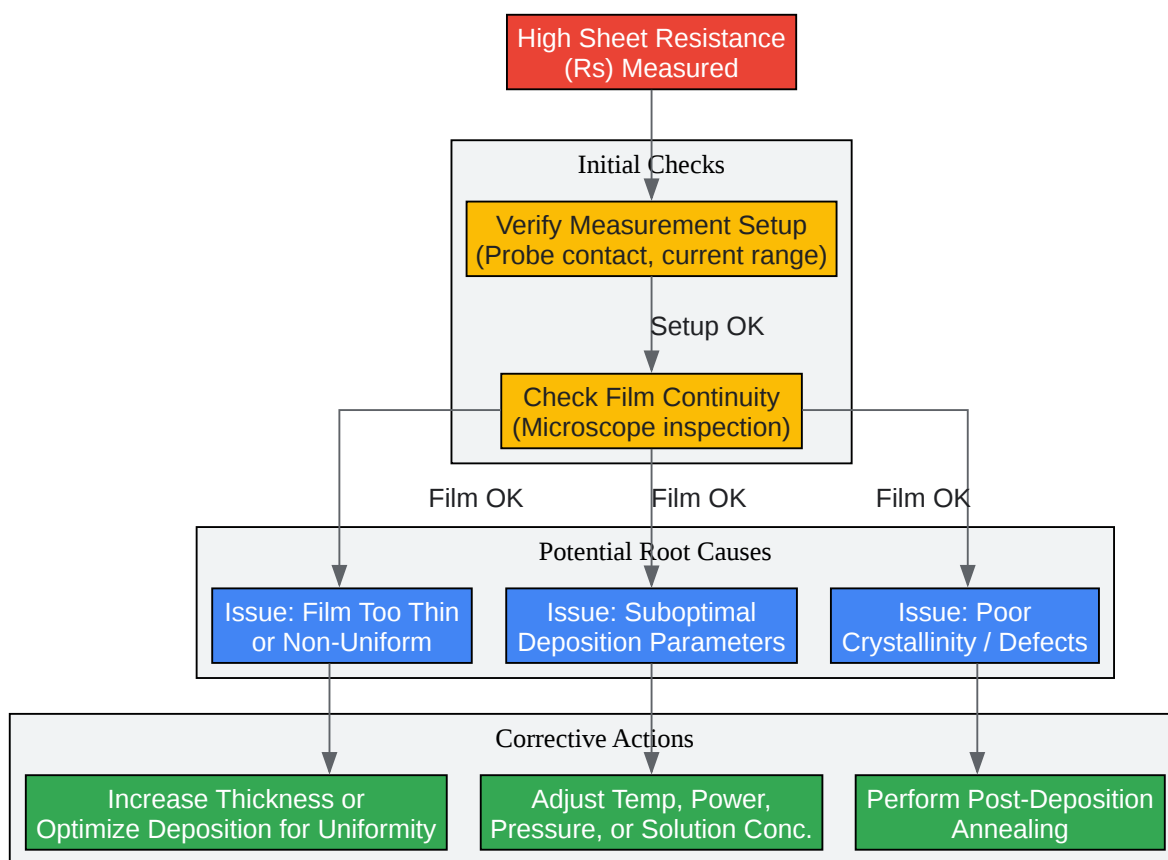 High Sheet Resistance
(Rs) Measured
Initial Checks
Verify Measurement Setup
(Probe contact, current range)
Setup OK
Check Film Continuity
(Microscope inspection)
Film OK
Film OK
Film OK
Potential Root Causes
Issue: Film Too Thin
or Non-Uniform
Issue: Suboptimal
Deposition Parameters
Issue: Poor
Crystallinity / Defects
Corrective Actions
Increase Thickness or
Optimize Deposition for Uniformity
Adjust Temp, Power,
Pressure, or Solution Conc.
Perform Post-Deposition
Annealing